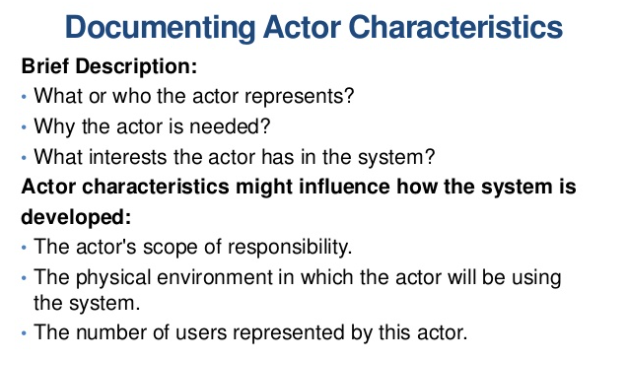 Documenting Actor Characteristics
Brief Description:
• What or who the actor represents?
• Why the actor is needed?
• What interests the actor has in the system?
Actor characteristics might influence how the system is
developed:
• The actor's scope of responsibility.
• The physical environment in which the actor will be using
the system.
• The number of users represented by this actor.